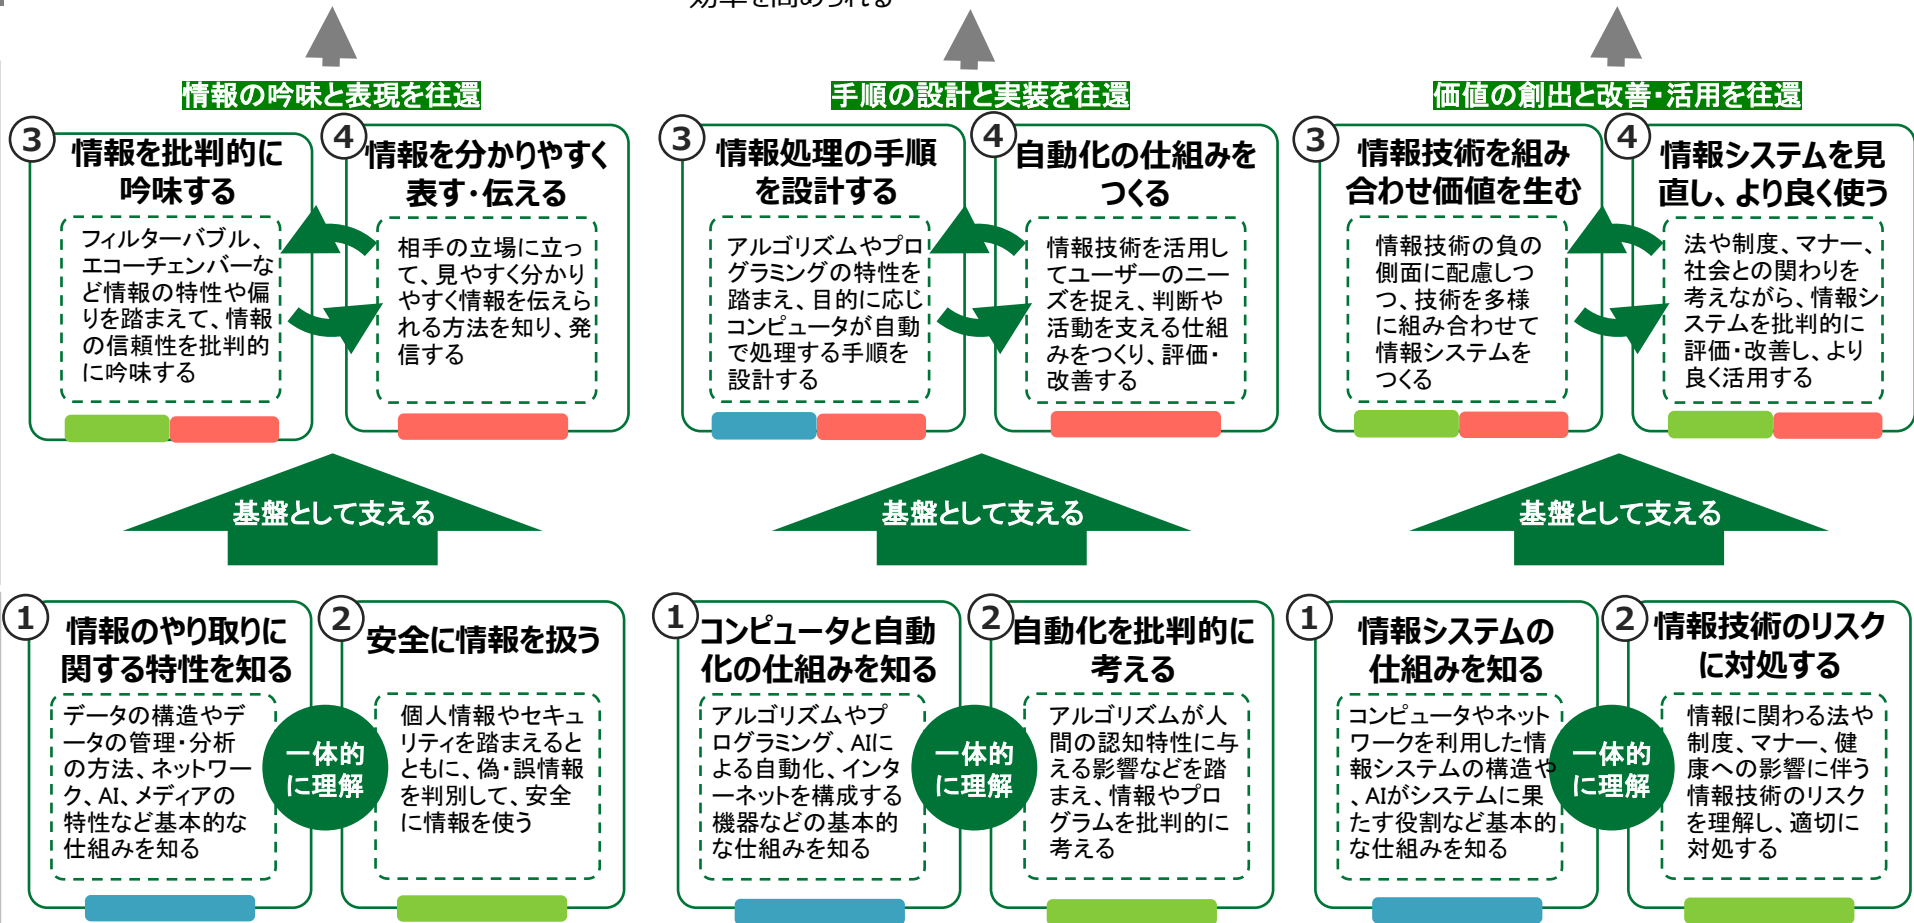 効率を高められる
情報の吟味と表現を往還
③
情報を批判的に
吟味する
フィルターバブル、
エコーチェンバーな
ど情報の特性や偏
りを踏まえて、情報
の信頼性を批判的
に吟味する
④
情報を分かりやすく
表す・伝える
相手の立場に立っ
て、見やすく分かり
やすく情報を伝えら
れる方法を知り、発
信する
基盤として支える
①
情報のやり取りに
関する特性を知る
データの構造やデ
ータの管理・分析
の方法、ネットワー
ク、AI、メディアの
特性など基本的な
仕組みを知る
一体的
に理解
②
安全に情報を扱う
個人情報やセキュ
リティを踏まえると
ともに、偽・誤情報
を判別して、安全
に情報を使う
手順の設計と実装を往還
③
情報処理の手順
を設計する
アルゴリズムやプロ
グラミングの特性を
踏まえ、目的に応じ
コンピュータが自動
で処理する手順を
設計する
④
自動化の仕組みを
つくる
情報技術を活用し
てユーザーのニー
ズを捉え、判断や
活動を支える仕組
みをつくり、評価・
改善する
基盤として支える
①
コンピュータと自動
化の仕組みを知る
アルゴリズムやプ
ログラミング、AIに
よる自動化、インタ
ーネットを構成する
機器などの基本的
な仕組みを知る
一体的
に理解
②
自動化を批判的に
考える
アルゴリズムが人
間の認知特性に与
える影響などを踏
まえ、情報やプロ
グラムを批判的に
考える
価値の創出と改善・活用を往還
③
情報技術を組み
合わせ価値を生む
情報技術の負の
側面に配慮しつ
つ、技術を多様
に組み合わせて
情報システムを
つくる
④
情報システムを見
直し、より良く使う
法や制度、マナー、
社会との関わりを
考えながら、情報シ
ステムを批判的に
評価・改善し、より
良く活用する
基盤として支える
①
情報システムの
仕組みを知る
コンピュータやネット
ワークを利用した情
報システムの構造や
、AIがシステムに果
たす役割など基本的
な仕組みを知る
一体的
に理解
②
情報技術のリスク
に対処する
情報に関わる法や
制度、マナー、健
康への影響に伴う
情報技術のリスク
を理解し、適切に
対処する